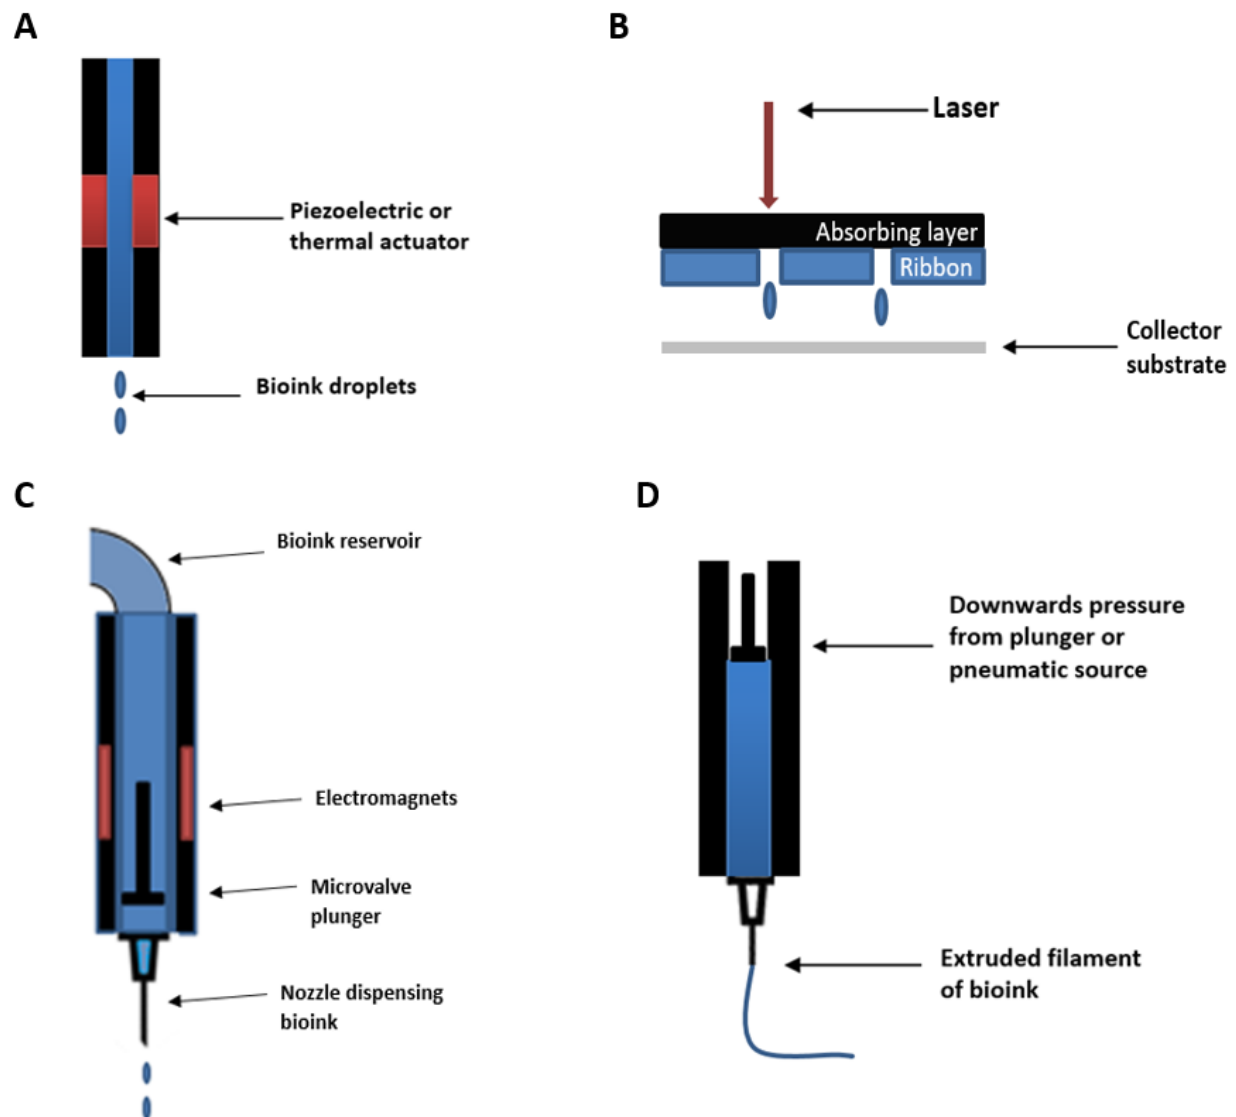 A
Piezoelectric or
thermal actuator
Bioink droplets
B
Laser
Absorbing layer
Ribbon
Collector
substrate
C
Bioink reservoir
Electromagnets
Microvalve
plunger
Nozzle dispensing
bioink
D
Downwards pressure
from plunger or
pneumatic source
Extruded filament
of bioink